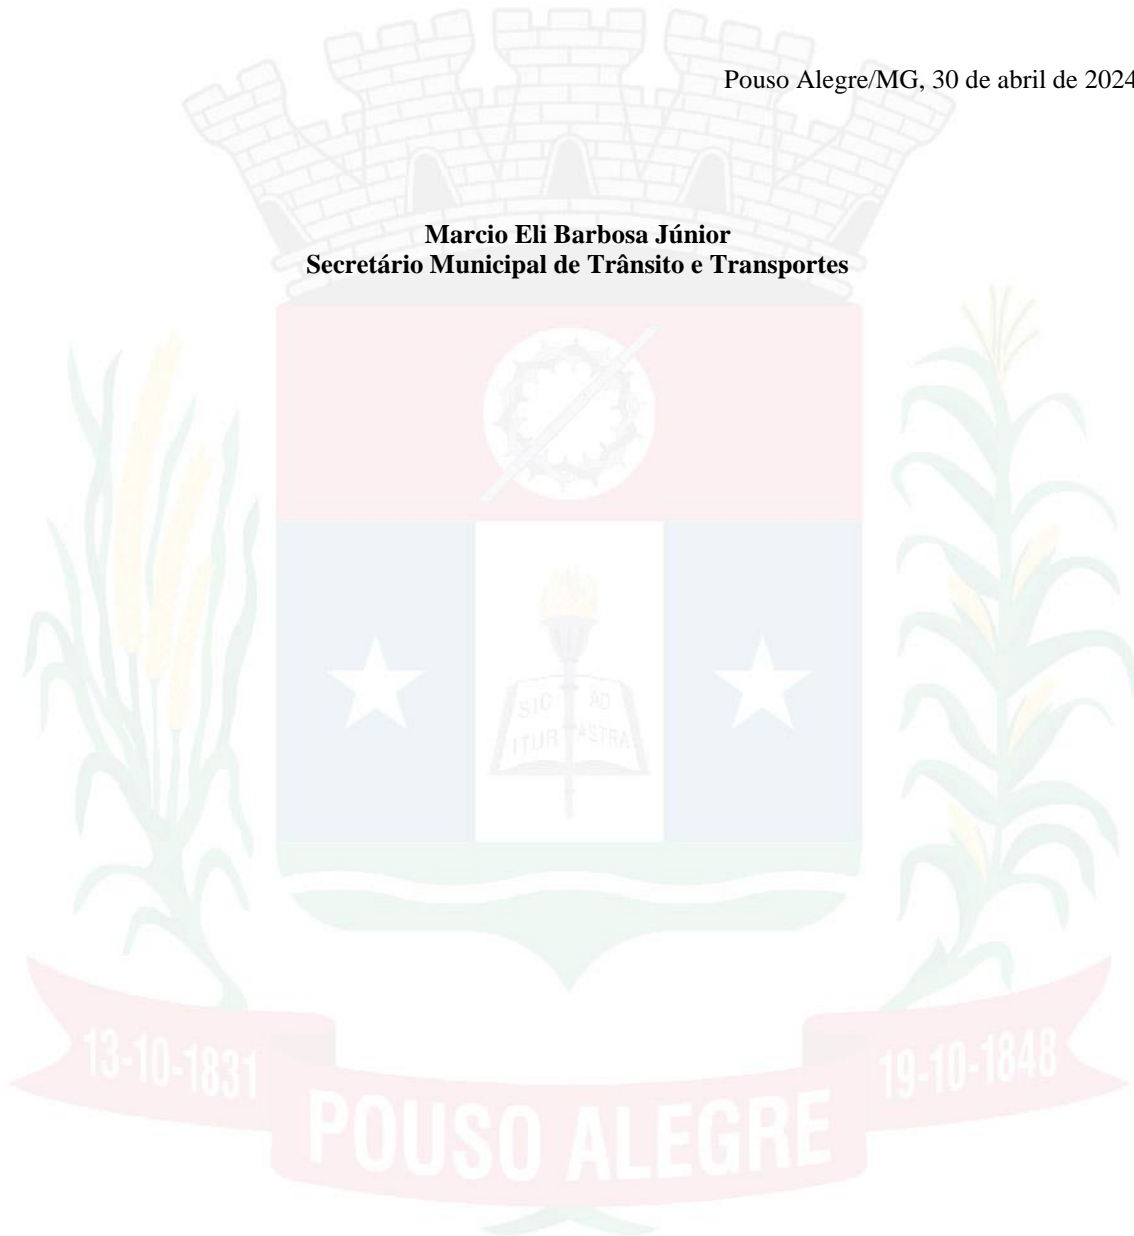 Pouso Alegre/MG, 30 de abril de 2024
Marcio Eli Barbosa Júnior
Secretário Municipal de Trânsito e Transportes
SIC AD
ITUR ASTRA
13-10-1831
19-10-1848
POUSO ALEGRE